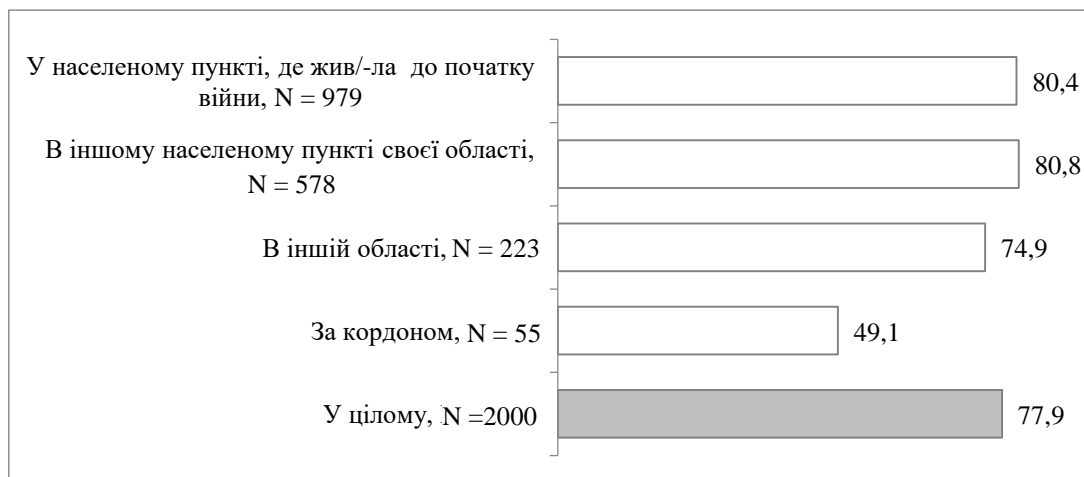 У населеному пункті, де жив/-ла до початку
війни, N = 979
80,4
В іншому населеному пункті своєї області,
N = 578
80,8
В іншій області, N = 223
74,9
За кордоном, N = 55
49,1
У цілому, N =2000
77,9